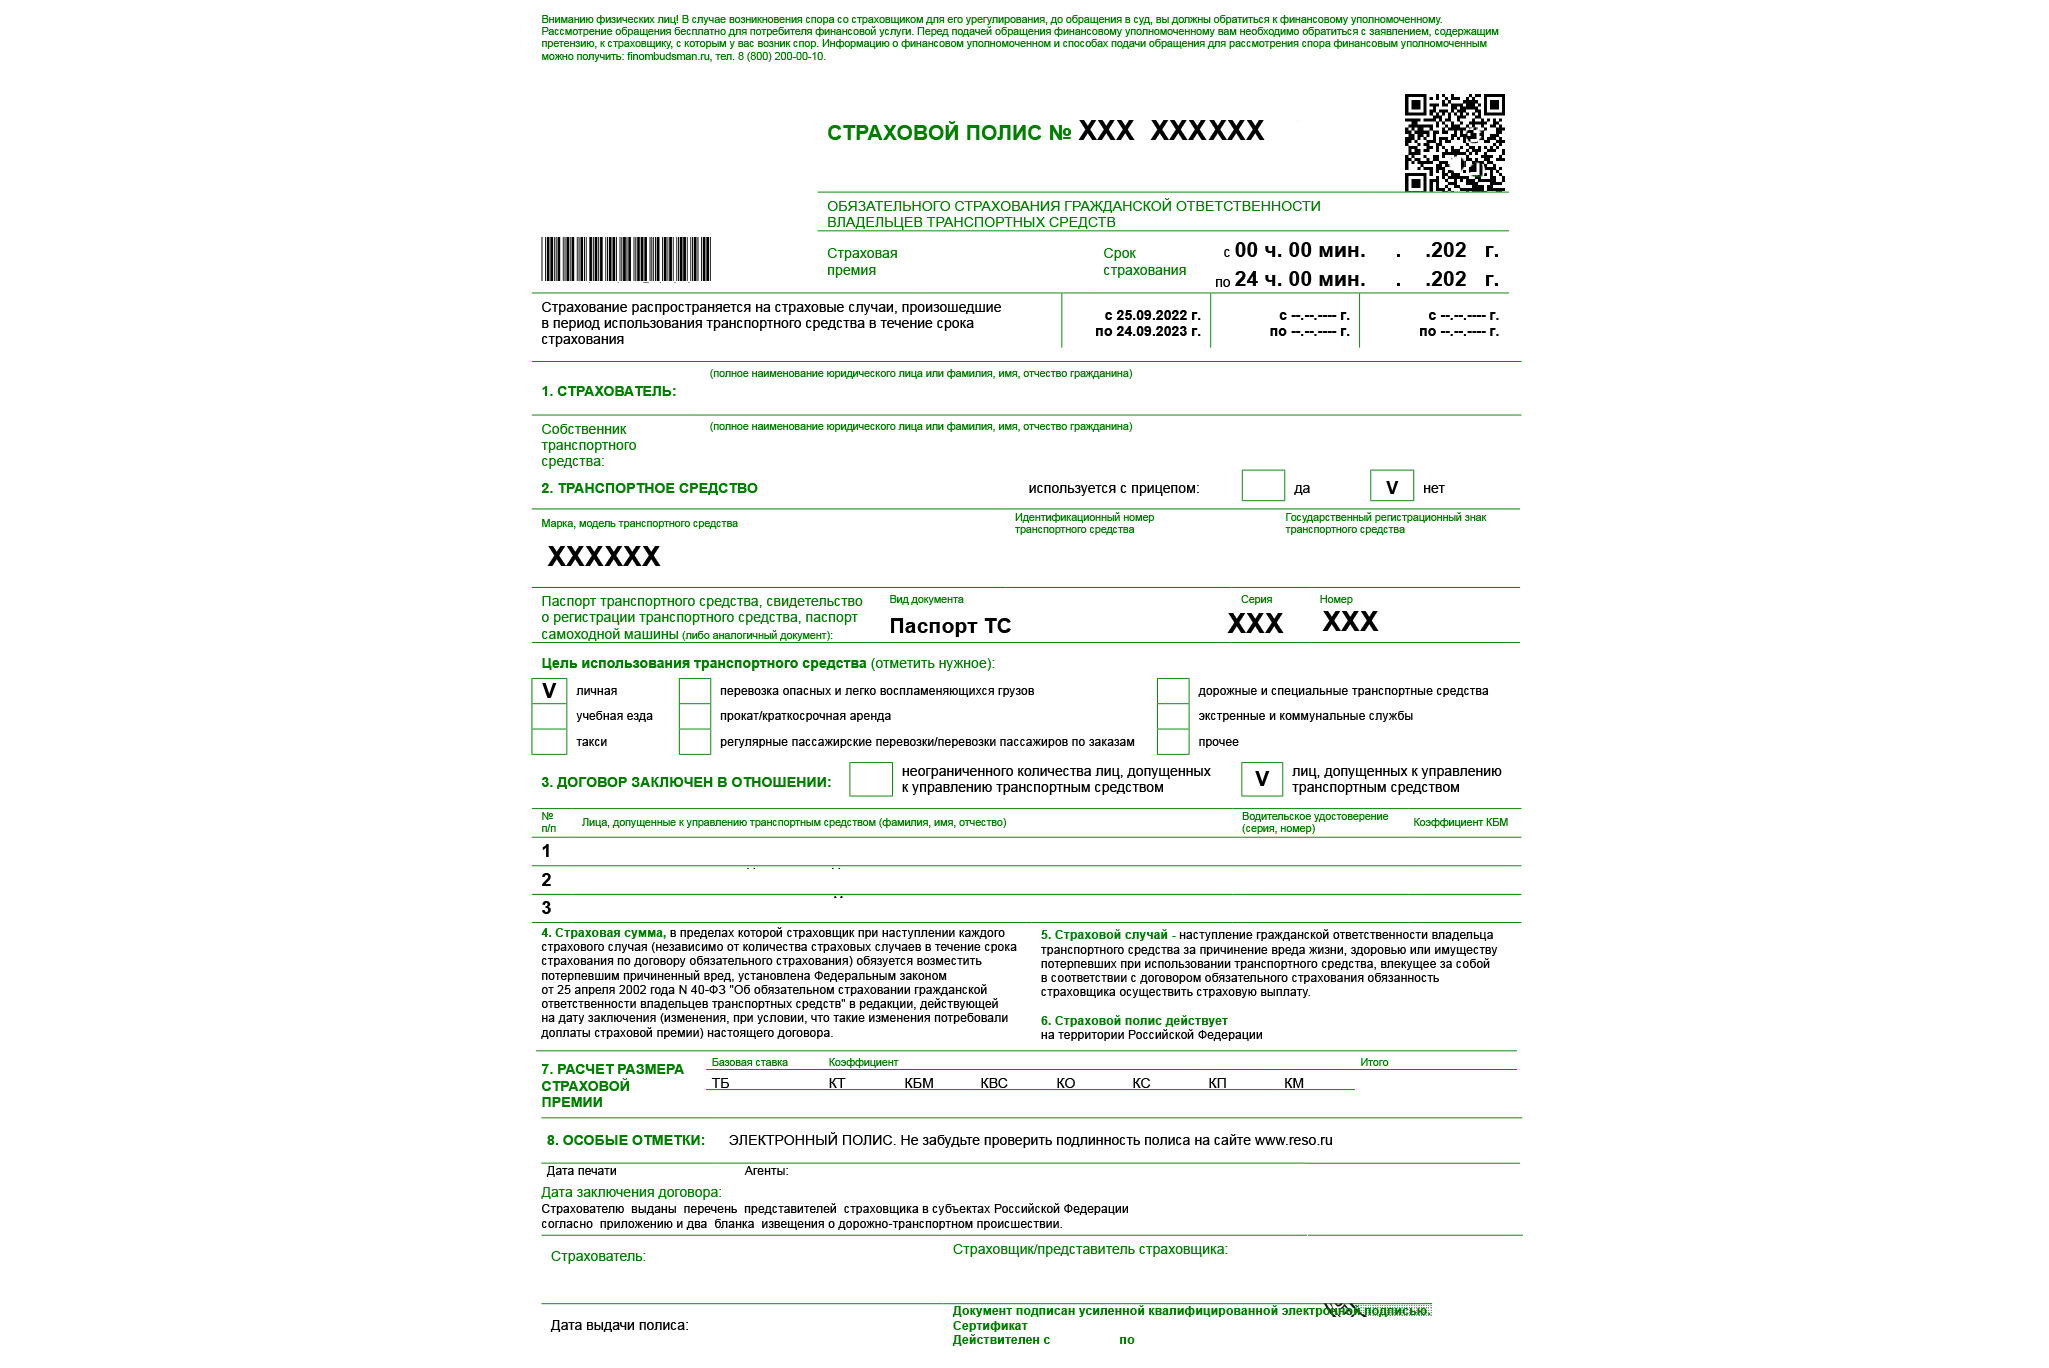 Вниманию физических лиц! В случае возникновения спора со страховщиком для его урегулирования, до обращения в суд, вы должны обратиться к финансовому уполномоченному.
Рассмотрение обращения бесплатно для потребителя финансовой услуги. Перед подачей обращения финансовому уполномоченному вам необходимо обратиться с заявлением, содержащим
претензию, к страховщику, с которым у вас возник спор. Информацию о финансовом уполномоченном и способах подачи обращения для рассмотрения спора финансовым уполномоченным
можно получить: finombudsman.ru, тел. 8 (800) 200-00-10.
СТРАХОВОЙ ПОЛИС № XXX XXXXXX
ОБЯЗАТЕЛЬНОГО СТРАХОВАНИЯ ГРАЖДАНСКОЙ ОТВЕТСТВЕННОСТИ
ВЛАДЕЛЬЦЕВ ТРАНСПОРТНЫХ СРЕДСТВ
Страховая премия
Срок страхования
с 00 ч. 00 мин. . .202 г.
по 24 ч. 00 мин. . .202 г.
Страхование распространяется на страховые случаи, произошедшие
в период использования транспортного средства в течение срока
страхования
с 25.09.2022 г. с --.--.---- г. с --.--.---- г.
по 24.09.2023 г. по --.--.---- г. по --.--.---- г.
(полное наименование юридического лица или фамилия, имя, отчество гражданина)
1. СТРАХОВАТЕЛЬ:
Собственник (полное наименование юридического лица или фамилия, имя, отчество гражданина)
транспортного
средства:
2. ТРАНСПОРТНОЕ СРЕДСТВО используется с прицепом: да V нет
Марка, модель транспортного средства
Идентификационный номер
транспортного средства
Государственный регистрационный знак
транспортного средства
XXXXXX
Паспорт транспортного средства, свидетельство
о регистрации транспортного средства, паспорт
самоходной машины (либо аналогичный документ):
Вид документа Серия Номер
Паспорт ТС XXX XXX
Цель использования транспортного средства (отметить нужное):
V личная перевозка опасных и легко воспламеняющихся грузов дорожные и специальные транспортные средства
учебная езда прокат/краткосрочная аренда экстренные и коммунальные службы
такси регулярные пассажирские перевозки/перевозки пассажиров по заказам прочее
3. ДОГОВОР ЗАКЛЮЧЕН В ОТНОШЕНИИ:
неограниченного количества лиц, допущенных
к управлению транспортным средством
V лиц, допущенных к управлению
транспортным средством
№ п/п
Лица, допущенные к управлению транспортным средством (фамилия, имя, отчество)
Водительское удостоверение
(серия, номер)
Коэффициент КБМ
1
2
3
4. Страховая сумма, в пределах которой страховщик при наступлении каждого
страхового случая (независимо от количества страховых случаев в течение срока
страхования по договору обязательного страхования) обязуется возместить
потерпевшим причиненный вред, установлена Федеральным законом
от 25 апреля 2002 года N 40-ФЗ "Об обязательном страховании гражданской
ответственности владельцев транспортных средств" в редакции, действующей
на дату заключения (изменения, при условии, что такие изменения потребовали
доплаты страховой премии) настоящего договора.
5. Страховой случай - наступление гражданской ответственности владельца
транспортного средства за причинение вреда жизни, здоровью или имуществу
потерпевших при использовании транспортного средства, влекущее за собой
в соответствии с договором обязательного страхования обязанность
страховщика осуществить страховую выплату.
6. Страховой полис действует
на территории Российской Федерации
7. РАСЧЕТ РАЗМЕРА
СТРАХОВОЙ
ПРЕМИИ
Базовая ставка Коэффициент Итого
ТБ КТ КБМ КВС КО КС КП КМ
8. ОСОБЫЕ ОТМЕТКИ: ЭЛЕКТРОННЫЙ ПОЛИС. Не забудьте проверить подлинность полиса на сайте www.reso.ru
Дата печати Агенты:
Дата заключения договора:
Страхователю выданы перечень представителей страховщика в субъектах Российской Федерации
согласно приложению и два бланка извещения о дорожно-транспортном происшествии.
Страхователь:
Страховщик/представитель страховщика:
Документ подписан усиленной квалифицированной электронной подписью.
Сертификат
Действителен с по
Дата выдачи полиса: